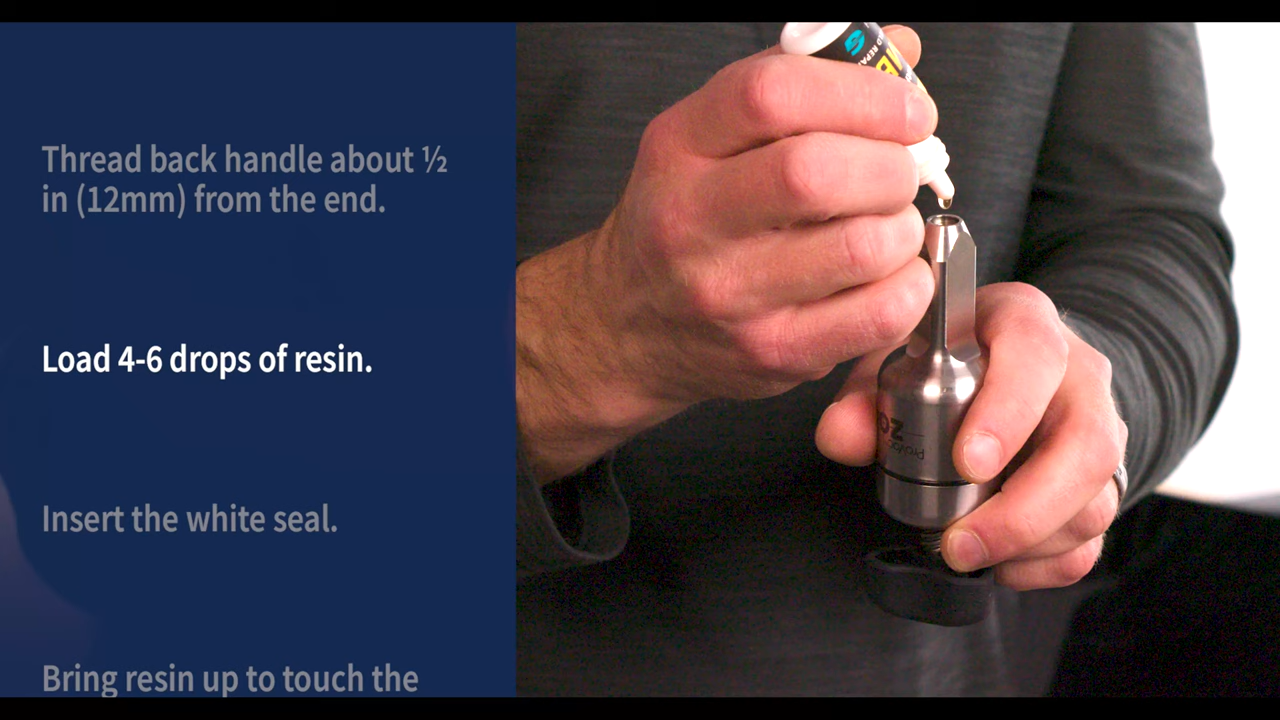 Thread back handle about ½
in (12mm) from the end.
Load 4-6 drops of resin.
Insert the white seal.
Bring resin up to touch the